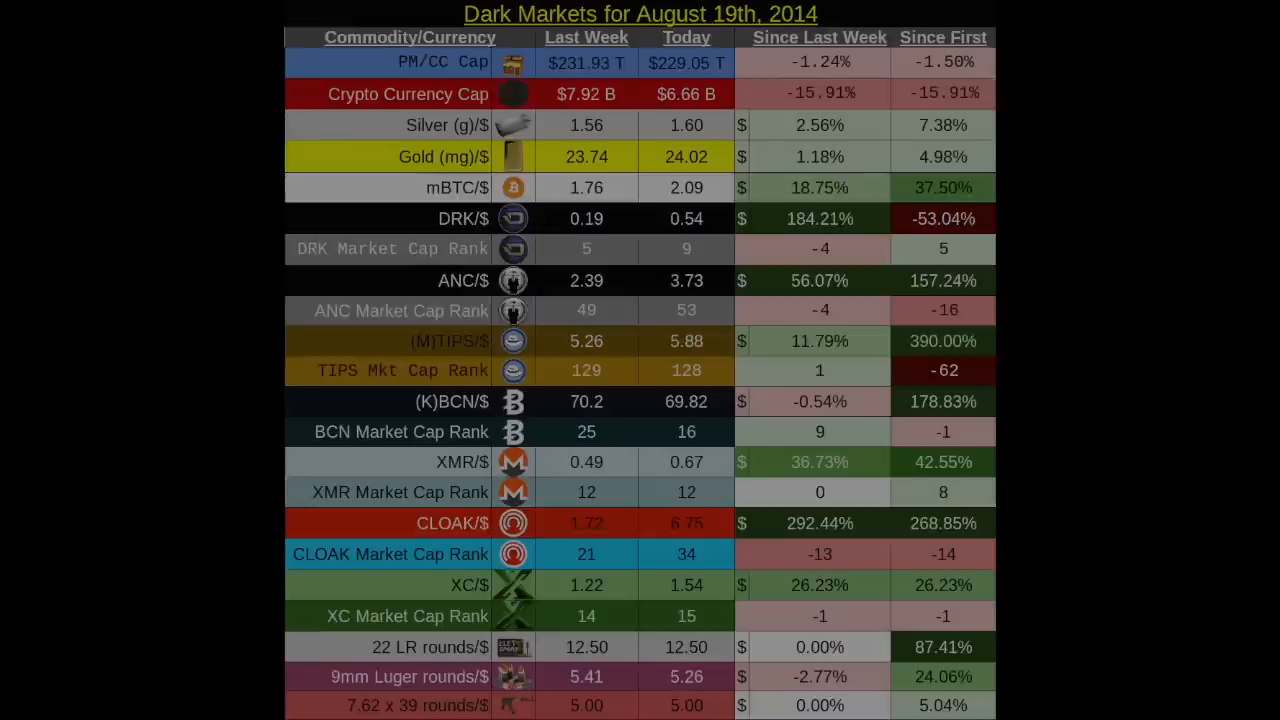 Dark Markets for August 19th, 2014
Commodity/Currency Last Week Today Since Last Week Since First
PM/CC Cap $231.93 T $229.05 T -1.24% -1.50%
Crypto Currency Cap $7.92 B $6.66 B -15.91% -15.91%
Silver (g)/$ 1.56 1.60 $ 2.56% 7.38%
Gold (mg)/$ 23.74 24.02 $ 1.18% 4.98%
mBTC/$ 1.76 2.09 $ 18.75% 37.50%
DRK/$ 0.19 0.54 $ 184.21% -53.04%
DRK Market Cap Rank 5 9 -4 5
ANC/$ 2.39 3.73 $ 56.07% 157.24%
ANC Market Cap Rank 49 53 -4 -16
(M)TIPS/$ 5.26 5.88 $ 11.79% 390.00%
TIPS Mkt Cap Rank 129 128 1 -62
(K)BCN/$ 70.2 69.82 $ -0.54% 178.83%
BCN Market Cap Rank 25 16 9 -1
XMR/$ 0.49 0.67 $ 36.73% 42.55%
XMR Market Cap Rank 12 12 0 8
CLOAK/$ 1.72 6.75 $ 292.44% 268.85%
CLOAK Market Cap Rank 21 34 -13 -14
XC/$ 1.22 1.54 $ 26.23% 26.23%
XC Market Cap Rank 14 15 -1 -1
22 LR rounds/$ 12.50 12.50 $ 0.00% 87.41%
9mm Luger rounds/$ 5.41 5.26 $ -2.77% 24.06%
7.62 x 39 rounds/$ 5.00 5.00 $ 0.00% 5.04%